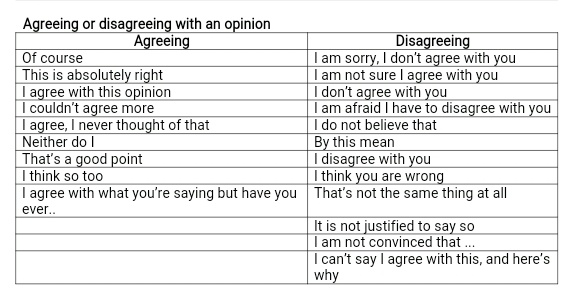 Agreeing or disagreeing with an opinion
Agreeing Disagreeing
Of course I am sorry, I don’t agree with you
This is absolutely right I am not sure I agree with you
I agree with this opinion I don’t agree with you
I couldn’t agree more I am afraid I have to disagree with you
I agree, I never thought of that I do not believe that
Neither do I By this mean
That’s a good point I disagree with you
I think so too I think you are wrong
I agree with what you’re saying but have you That’s not the same thing at all
ever..
It is not justified to say so
I am not convinced that ...
I can’t say I agree with this, and here’s
why